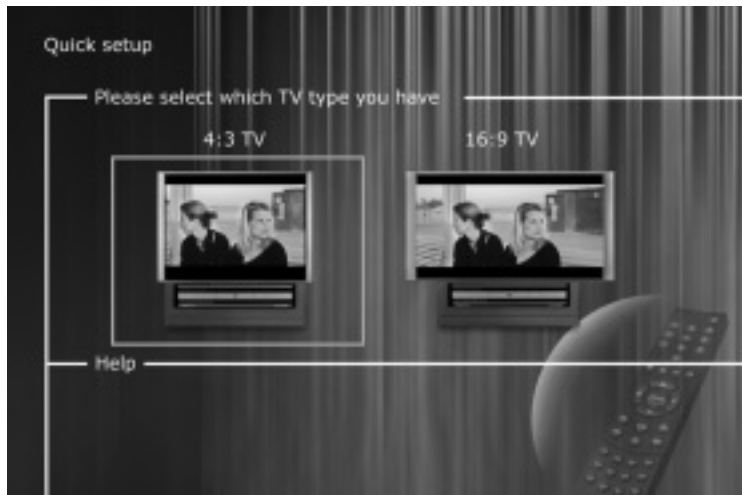 Quick setup
Please select which TV type you have
4:3 TV
16:9 TV
Help